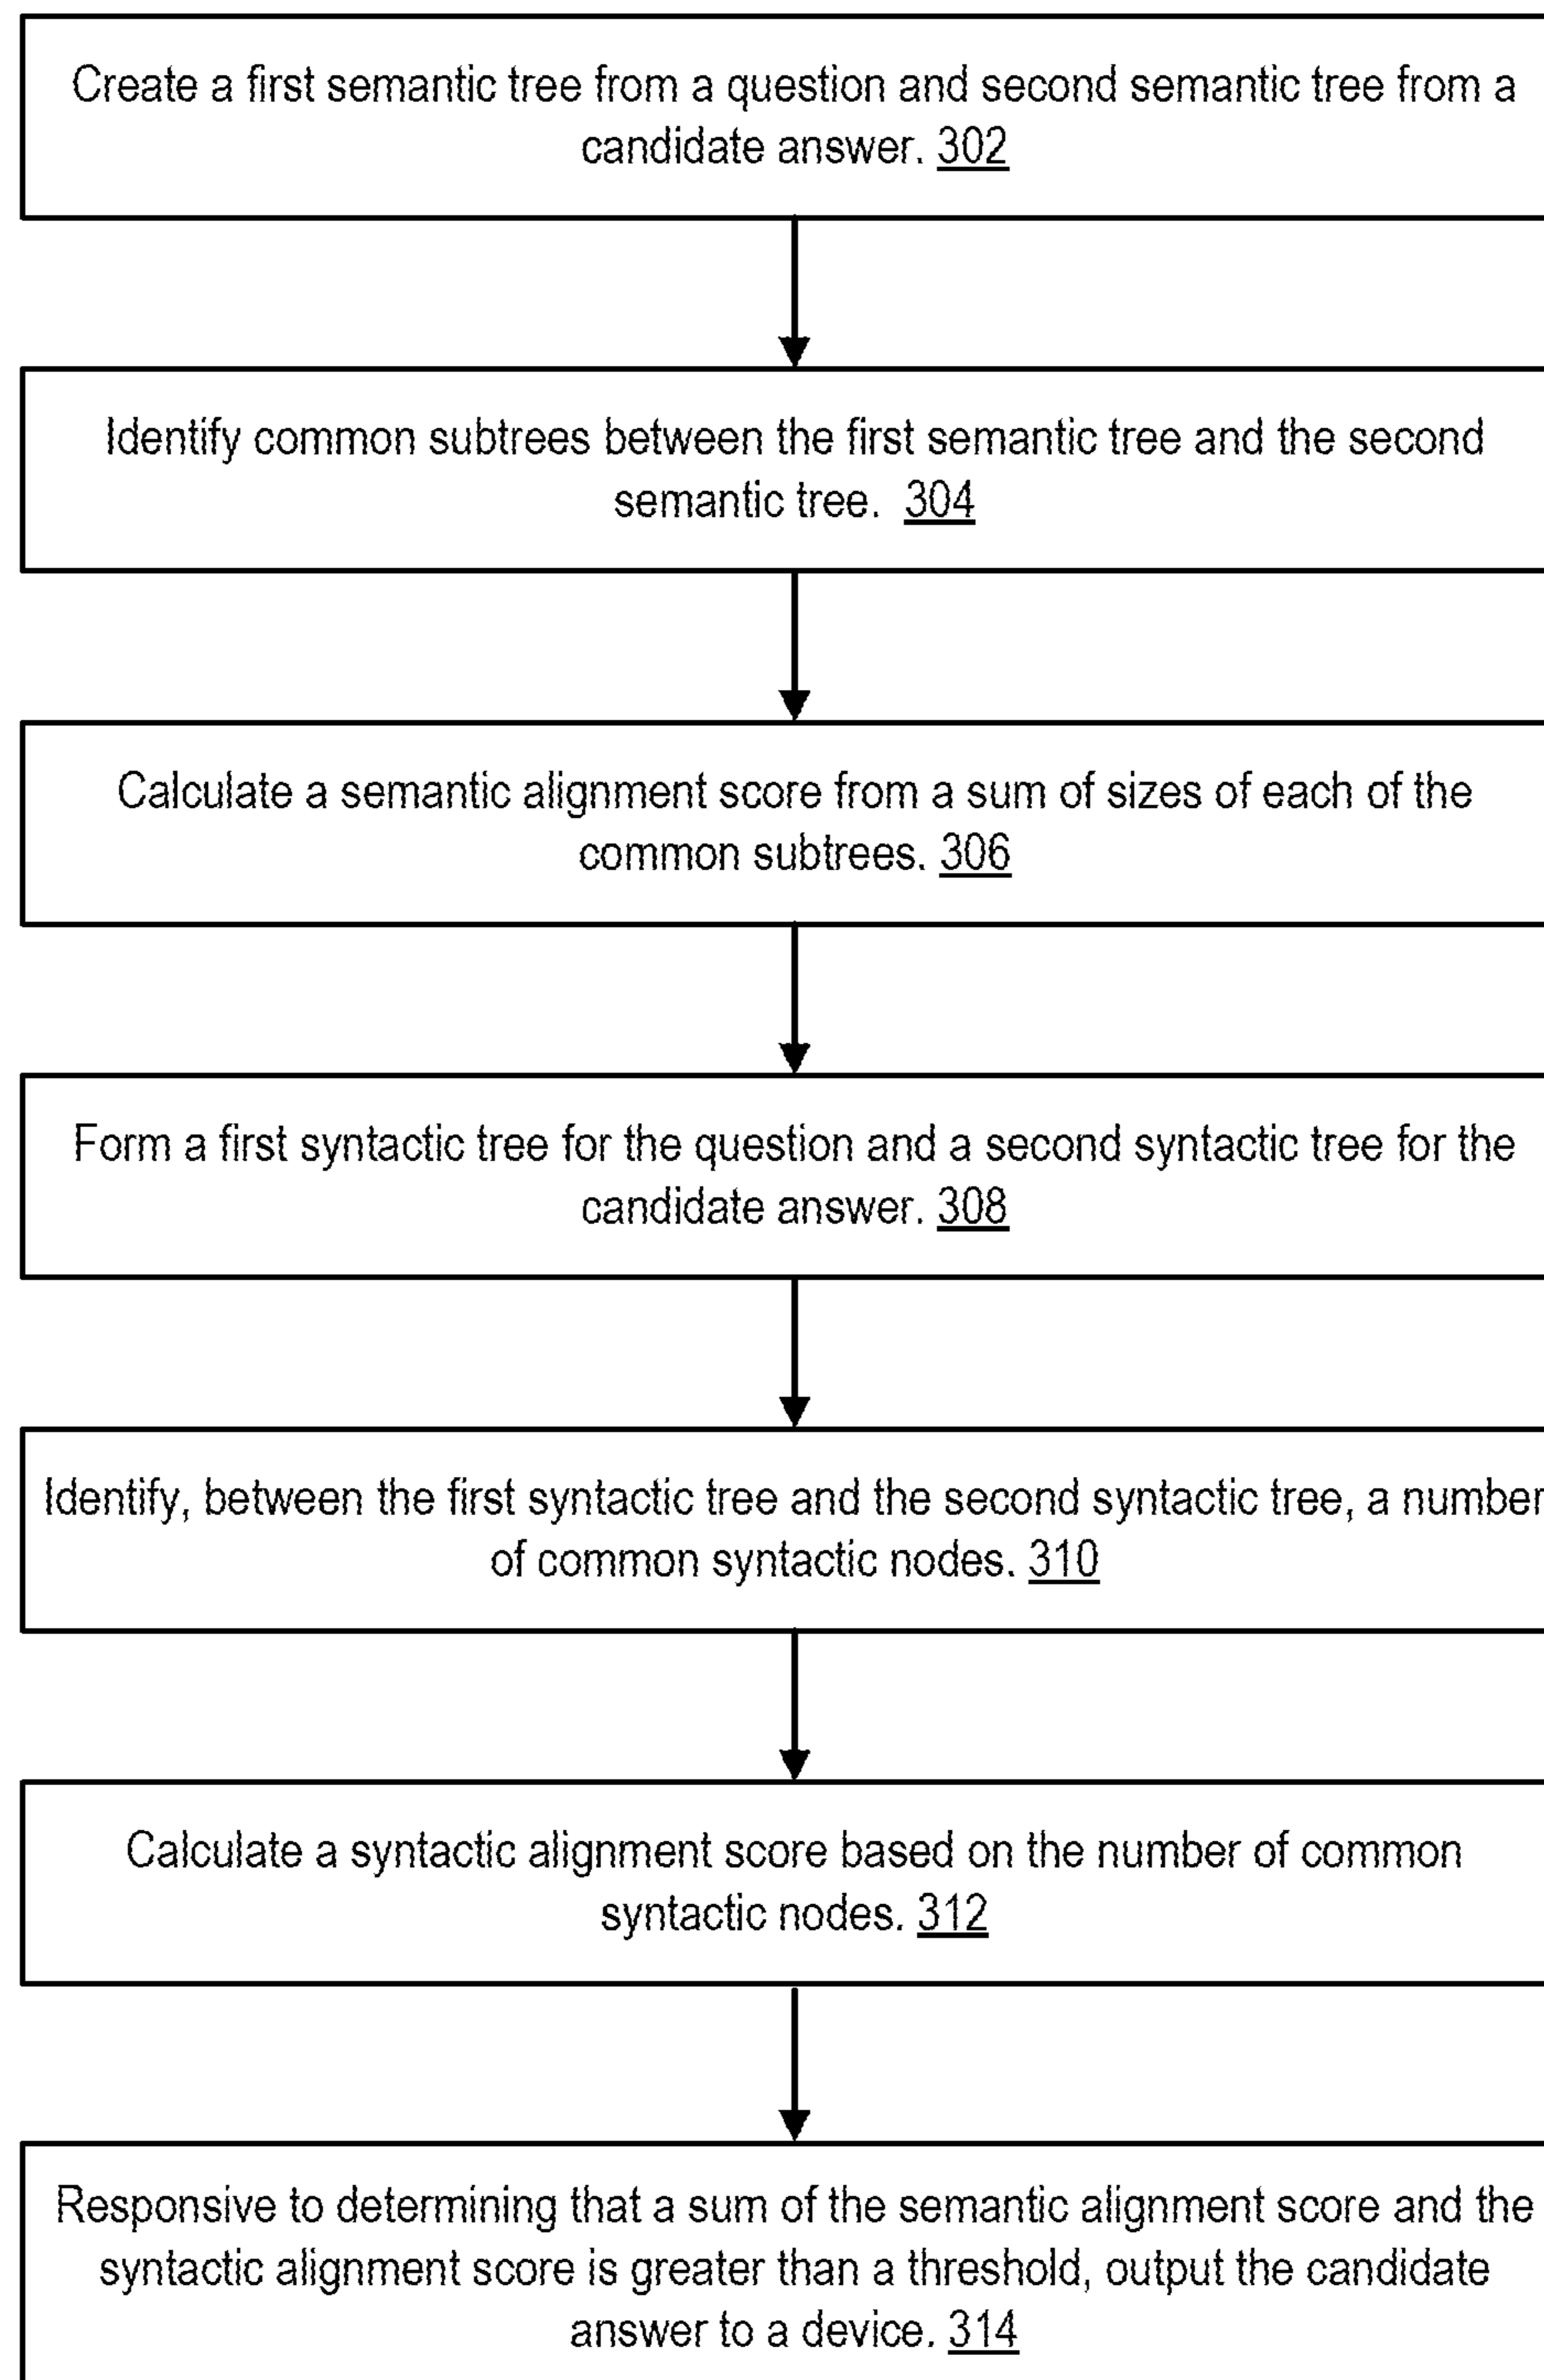 Create a first semantic tree from a question and second semantic tree from a
candidate answer. 302
Identify common subtrees between the first semantic tree and the second
semantic tree. 304
Calculate a semantic alignment score from a sum of sizes of each of the
common subtrees. 306
Form a first syntactic tree for the question and a second syntactic tree for the
candidate answer. 308
Identify, between the first syntactic tree and the second syntactic tree, a number
of common syntactic nodes. 310
Calculate a syntactic alignment score based on the number of common
syntactic nodes. 312
Responsive to determining that a sum of the semantic alignment score and the
syntactic alignment score is greater than a threshold, output the candidate
answer to a device. 314